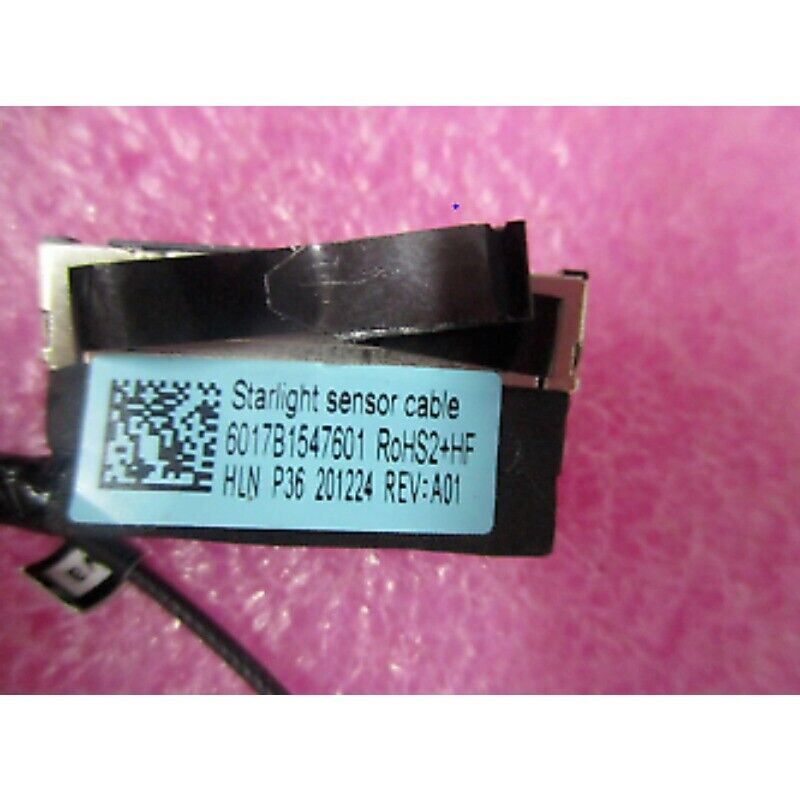 Starlight sensor cable
6017B1547601 RoHS2+HF
HLN P36 201224 REV:A01